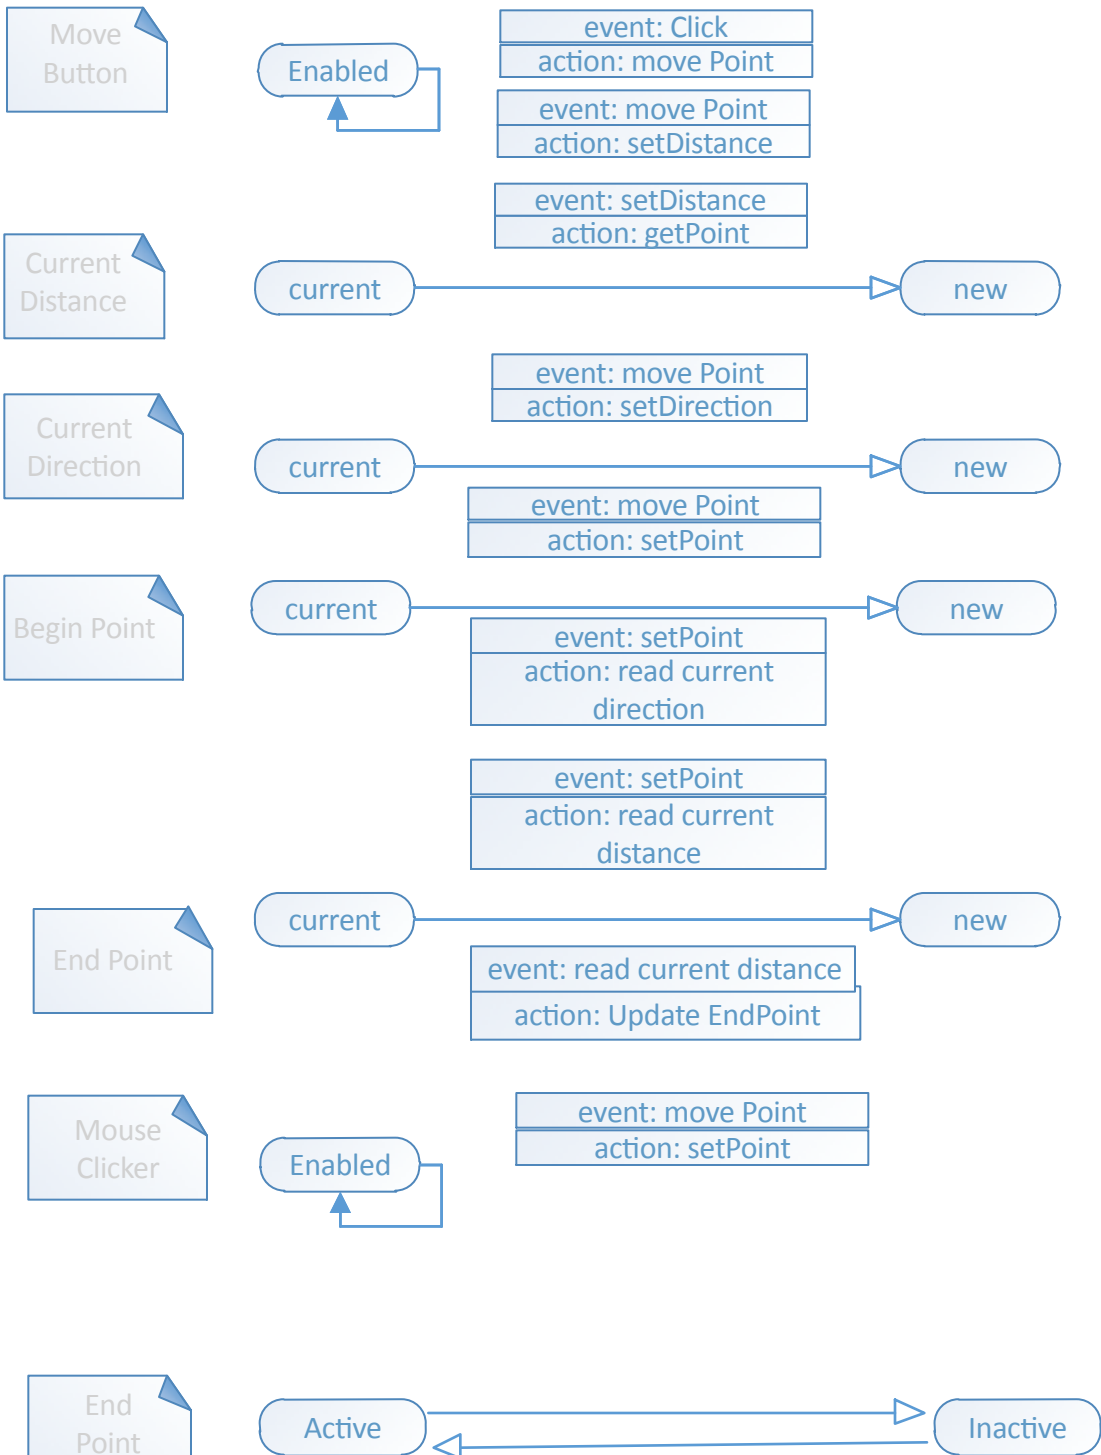 Move
Button
Enabled
event: Click
action: move Point
event: move Point
action: setDistance
event: setDistance
action: getPoint
Current
Distance
current
new
event: move Point
action: setDirection
Current
Direction
current
new
event: move Point
action: setPoint
Begin Point
current
new
event: setPoint
action: read current
direction
event: setPoint
action: read current
distance
End Point
current
new
event: read current distance
action: Update EndPoint
Mouse
Clicker
Enabled
event: move Point
action: setPoint
End
Point
Active
Inactive